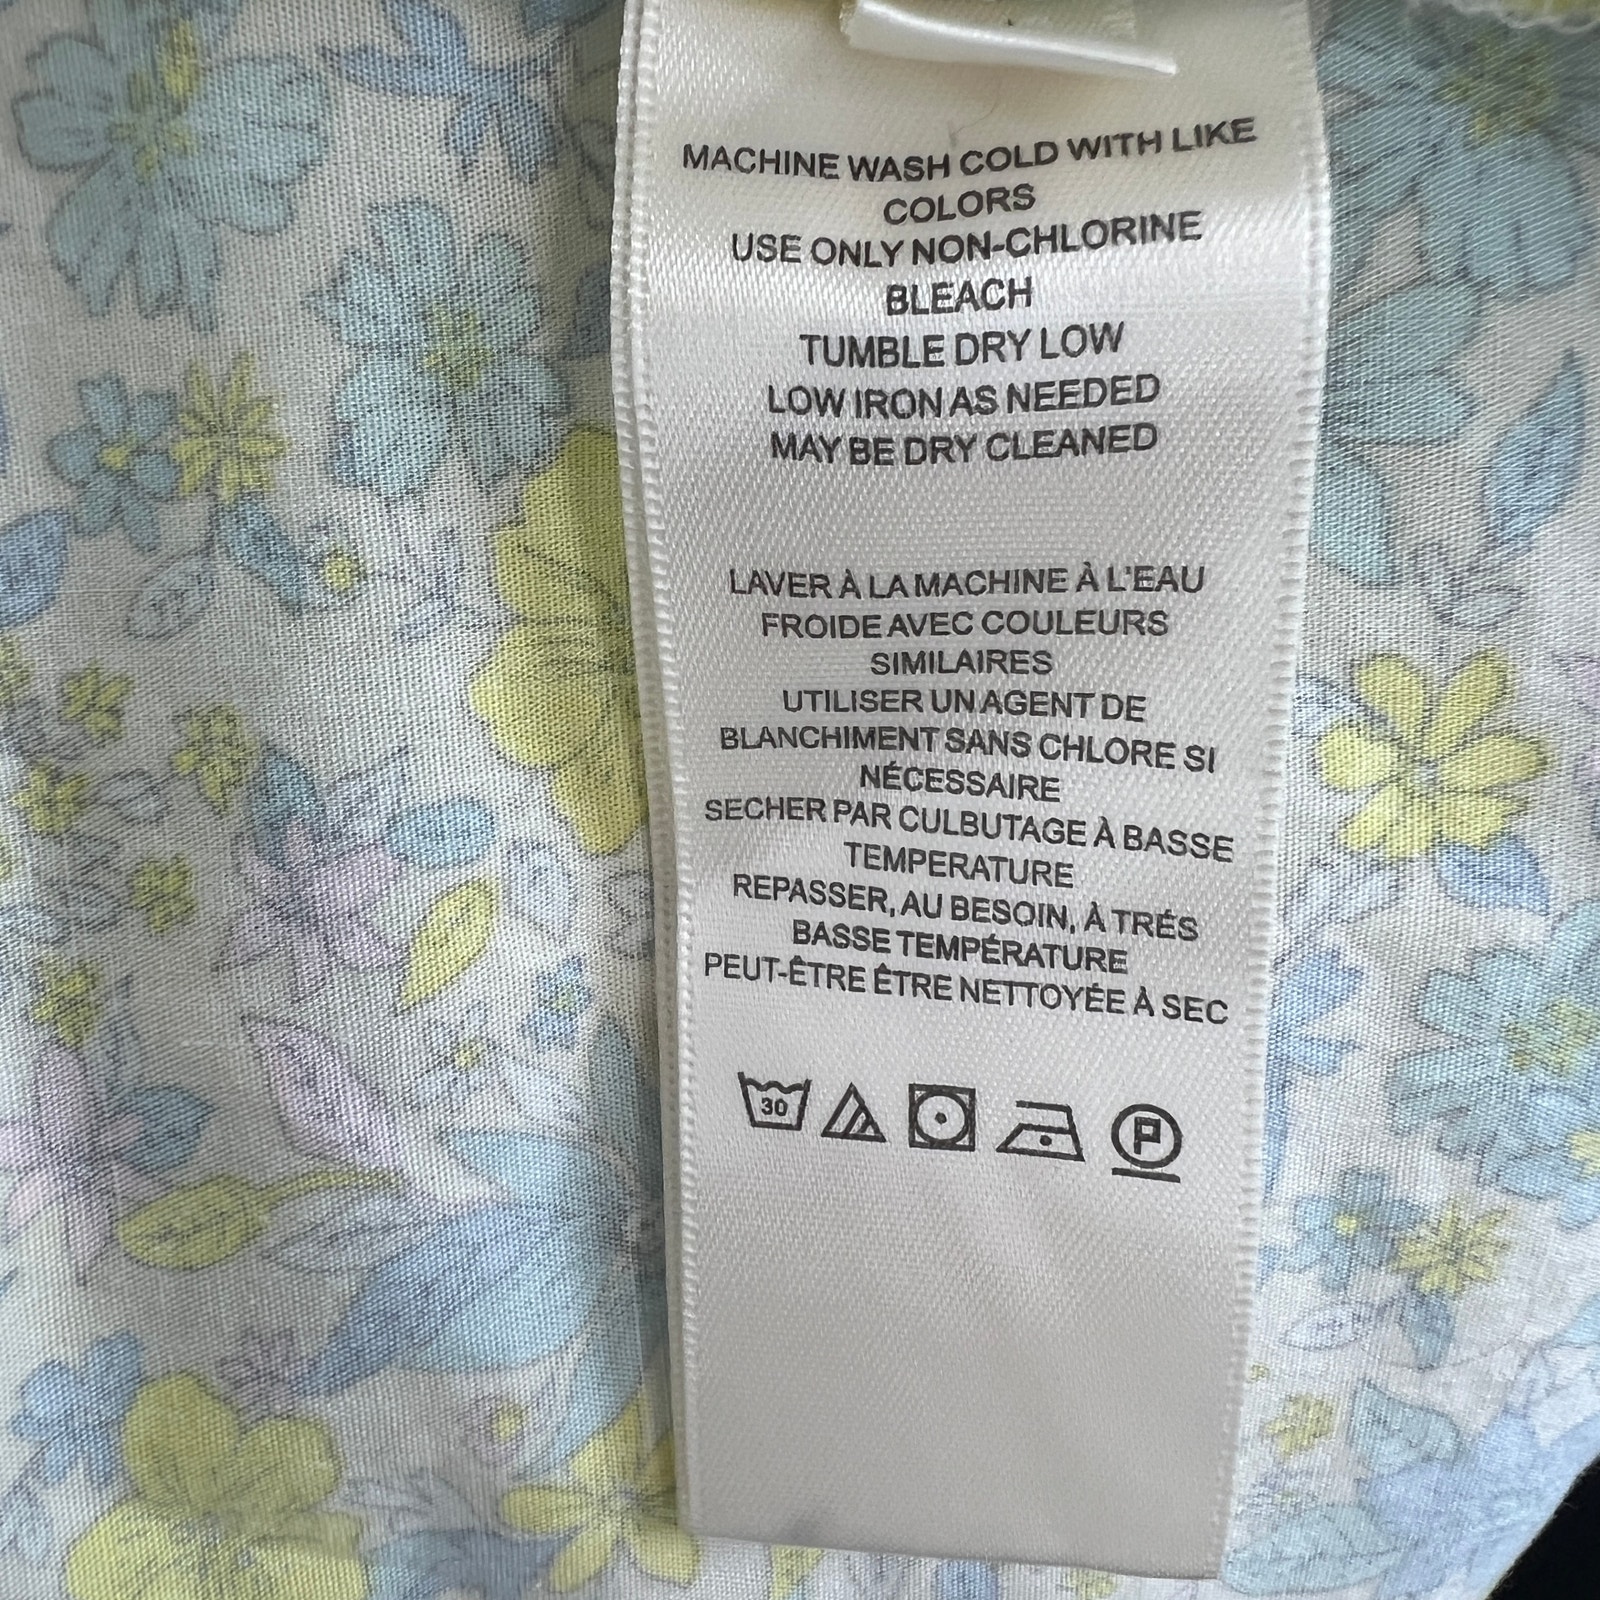 MACHINE WASH COLD WITH LIKE
COLORS
USE ONLY NON-CHLORINE
BLEACH
TUMBLE DRY LOW
LOW IRON AS NEEDED
MAY BE DRY CLEANED
LAVER À LA MACHINE À L'EAU
FROIDE AVEC COULEURS
SIMILAIRES
UTILISER UN AGENT DE
BLANCHIMENT SANS CHLORE SI
NÉCESSAIRE
SECHER PAR CULBUTAGE À BASSE
TEMPERATURE
REPASSER, AU BESOIN, À TRÉS
BASSE TEMPÉRATURE
PEUT-ÊTRE ÊTRE NETTOYÉE À SEC
30 P